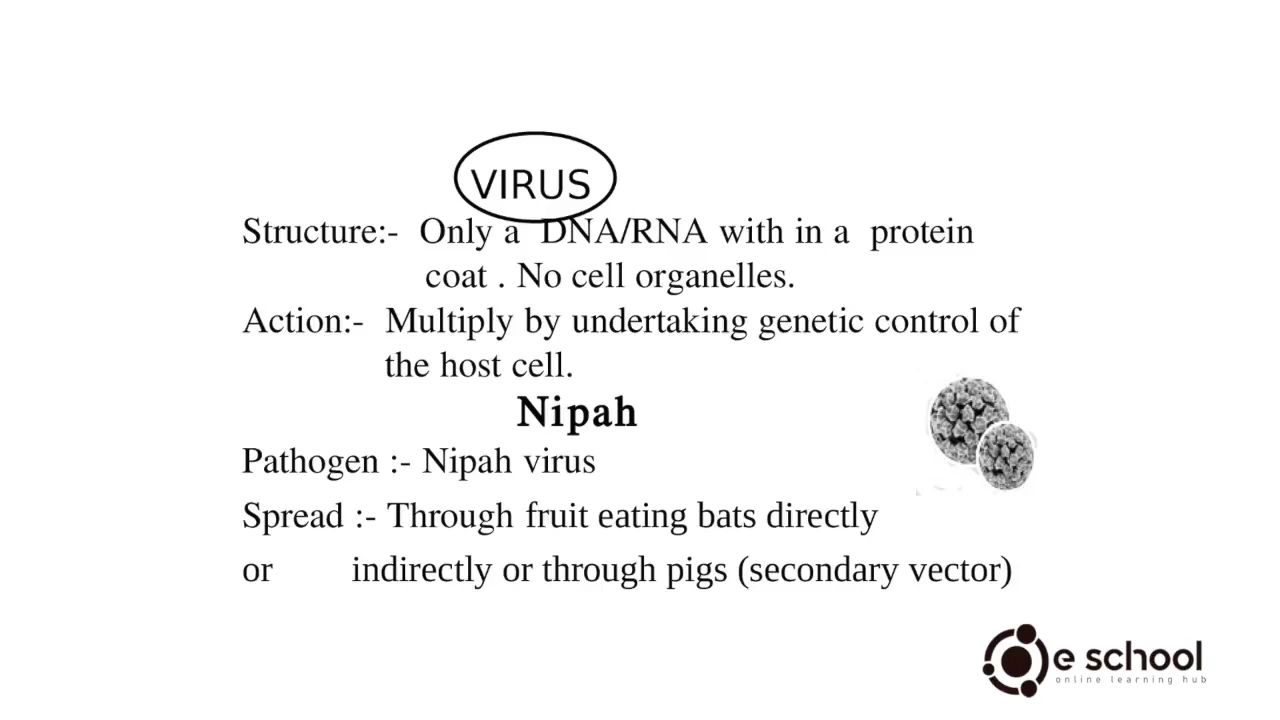 VIRUS
Structure:- Only a DNA/RNA with in a protein
coat . No cell organelles.
Action:- Multiply by undertaking genetic control of
the host cell.
Nipah
Pathogen :- Nipah virus
Spread :- Through fruit eating bats directly
or indirectly or through pigs (secondary vector)
e school
online learning hub